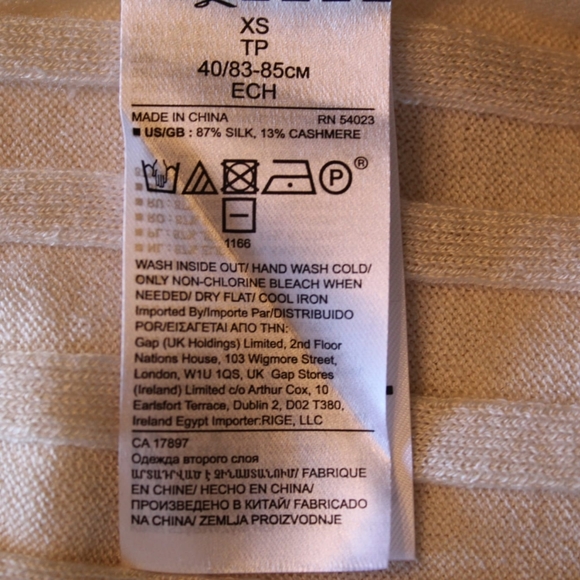 XS
TP
40/83-85см
ECH
MADE IN CHINA RN 54023
■ US/GB : 87% SILK, 13% CASHMERE
P ®
1166
WASH INSIDE OUT/ HAND WASH COLD/
ONLY NON-CHLORINE BLEACH WHEN
NEEDED/ DRY FLAT/ COOL IRON
Imported By/Importe Par/DISTRIBUIDO
POR/ΕΙΣΑΓΕΤΑΙ ΑΠΟ ΤΗΝ:
Gap (UK Holdings) Limited, 2nd Floor
Nations House, 103 Wigmore Street,
London, W1U 1QS, UK Gap Stores
(Ireland) Limited c/o Arthur Cox, 10
Earlsfort Terrace, Dublin 2, D02 T380,
Ireland Egypt Importer:RIGE, LLC
CA 17897
Одежда второго слоя
ԱՐՏԱԴՐՎԱԾ Է ՉԻՆԱՍՏԱՆՈՒՄ/ FABRIQUE
EN CHINE/ HECHO EN CHINA/
ПРОИЗВЕДЕНО В КИТАЙ/ FABRICADO
NA CHINA/ ZEMLJA PROIZVODNJE